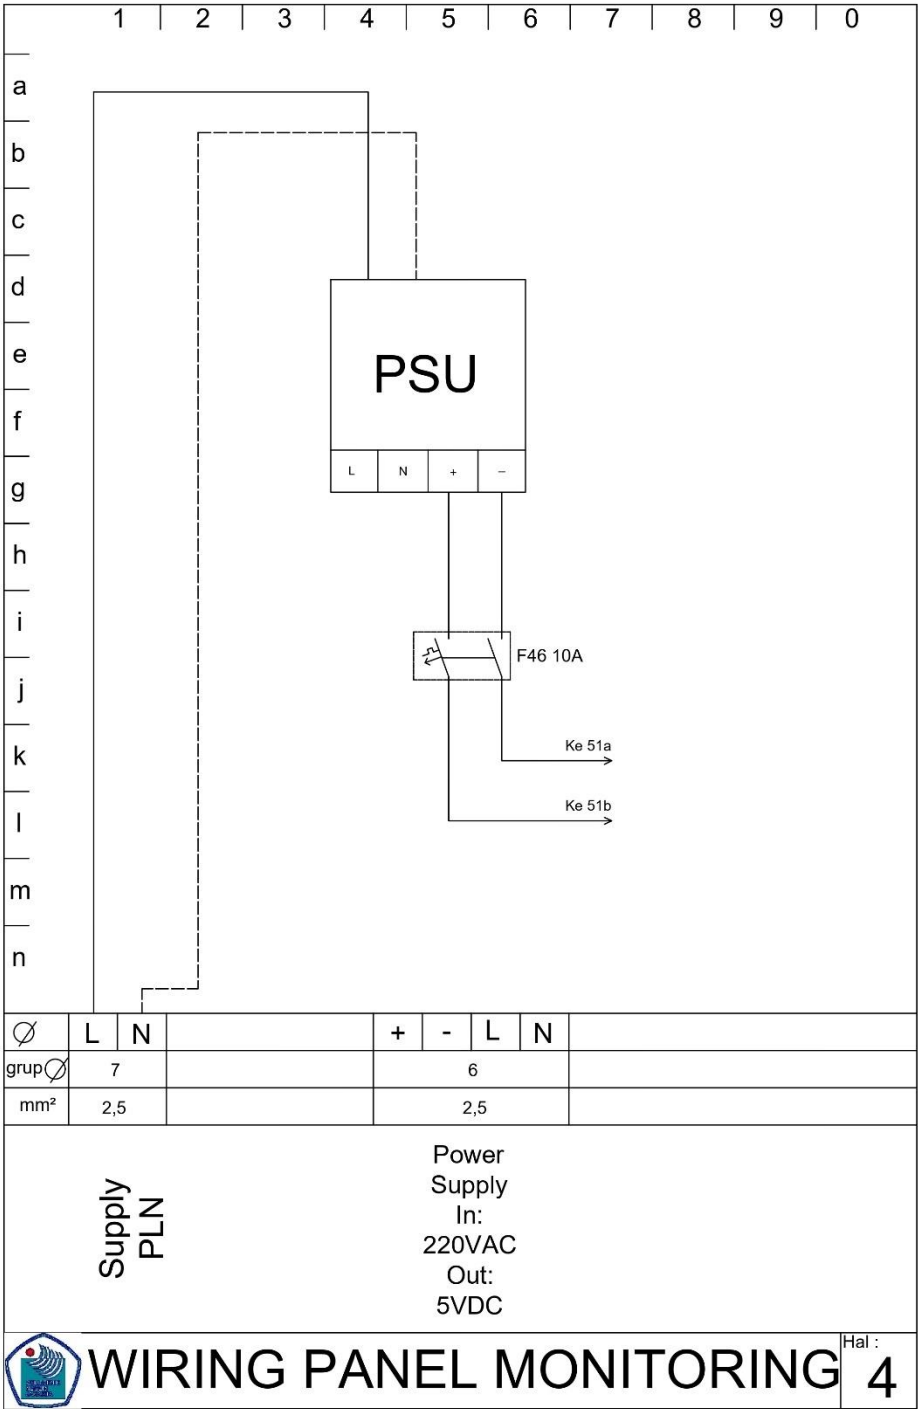 1 2 3 4 5 6 7 8 9 0
a
b
c
d
e
f
g
h
i
j
k
l
m
n
PSU
L N + –
F46 10A
Ke 51a
Ke 51b
Ø L N + - L N
grupØ 7 6
mm² 2,5 2,5
Supply
PLN
Power
Supply
In:
220VAC
Out:
5VDC
WIRING PANEL MONITORING
Hal :
4